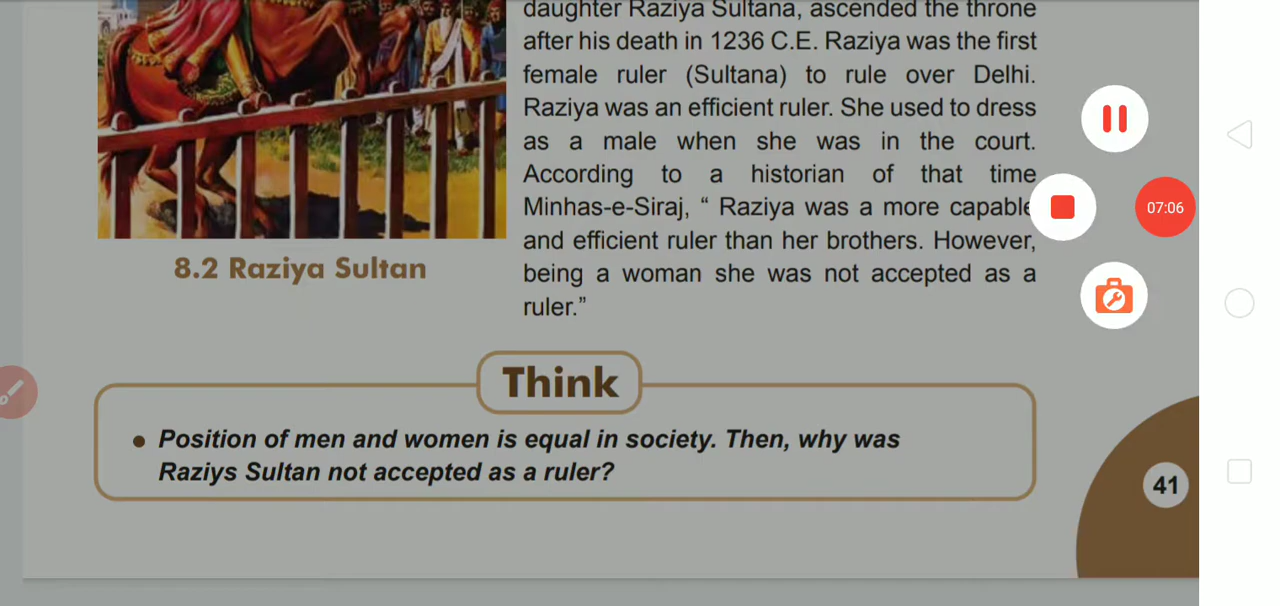 daughter Raziya Sultana, ascended the throne
after his death in 1236 C.E. Raziya was the first
female ruler (Sultana) to rule over Delhi.
Raziya was an efficient ruler. She used to dress
as a male when she was in the court.
According to a historian of that time
Minhas-e-Siraj, “ Raziya was a more capable
and efficient ruler than her brothers. However,
being a woman she was not accepted as a
ruler.”
8.2 Raziya Sultan
Think
• Position of men and women is equal in society. Then, why was
Raziys Sultan not accepted as a ruler?
41
07:06